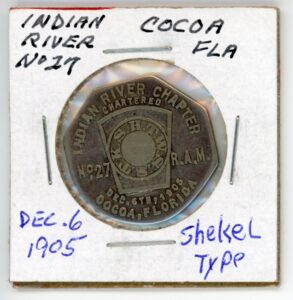 INDIAN RIVER No 27
COCOA FLA
INDIAN RIVER CHAPTER
CHARTERED
No. 27
R.A.M.
DEC. 6TH, 1905
COCOA, FLORIDA
DEC. 6 1905
Shekel Type